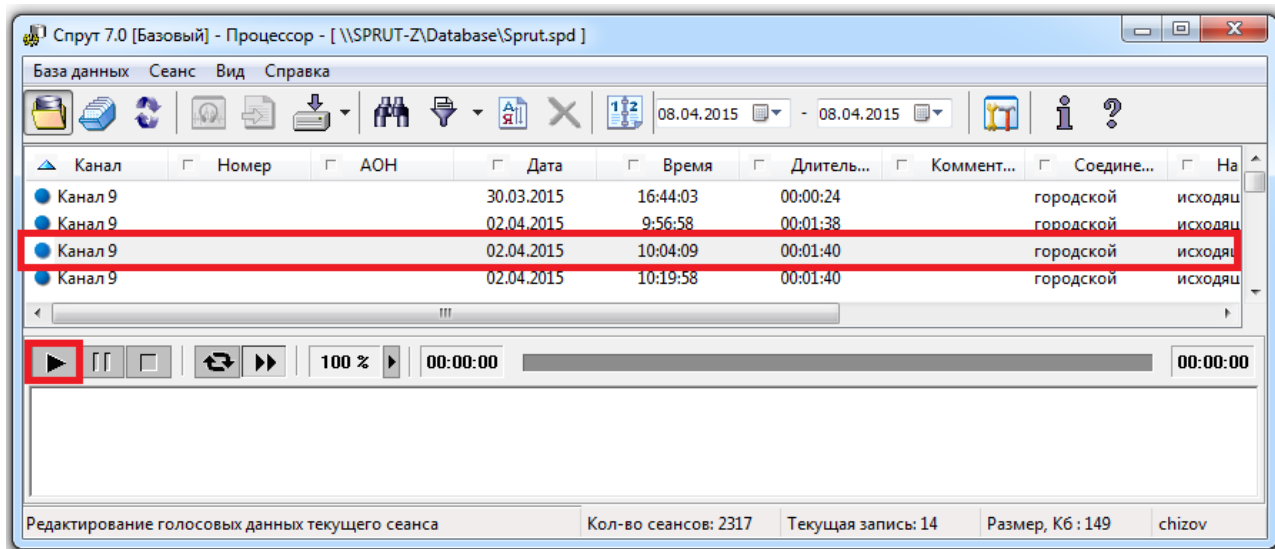 Спрут 7.0 [Базовый] - Процессор - [ \\SPRUT-Z\Database\Sprut.spd ]
База данных Сеанс Вид Справка
08.04.2015 - 08.04.2015
Канал Номер АОН Дата Время Длитель... Коммент... Соедине... На
Канал 9 30.03.2015 16:44:03 00:00:24 городской исходящ
Канал 9 02.04.2015 9:56:58 00:01:38 городской исходящ
Канал 9 02.04.2015 10:04:09 00:01:40 городской исходящ
Канал 9 02.04.2015 10:19:58 00:01:40 городской исходящ
100 % 00:00:00 00:00:00
Редактирование голосовых данных текущего сеанса Кол-во сеансов: 2317 Текущая запись: 14 Размер, Кб : 149 chizov